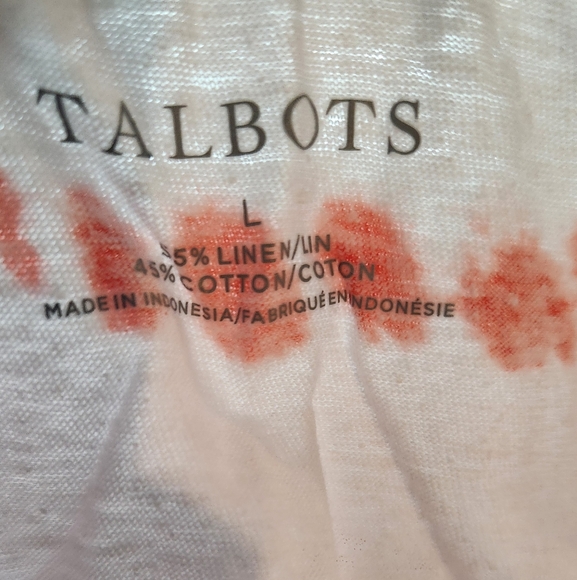 TALBOTS
L
55% LINEN/LIN
45% COTTON/COTON
MADE IN INDONESIA/FABRIQUÉ EN INDONÉSIE